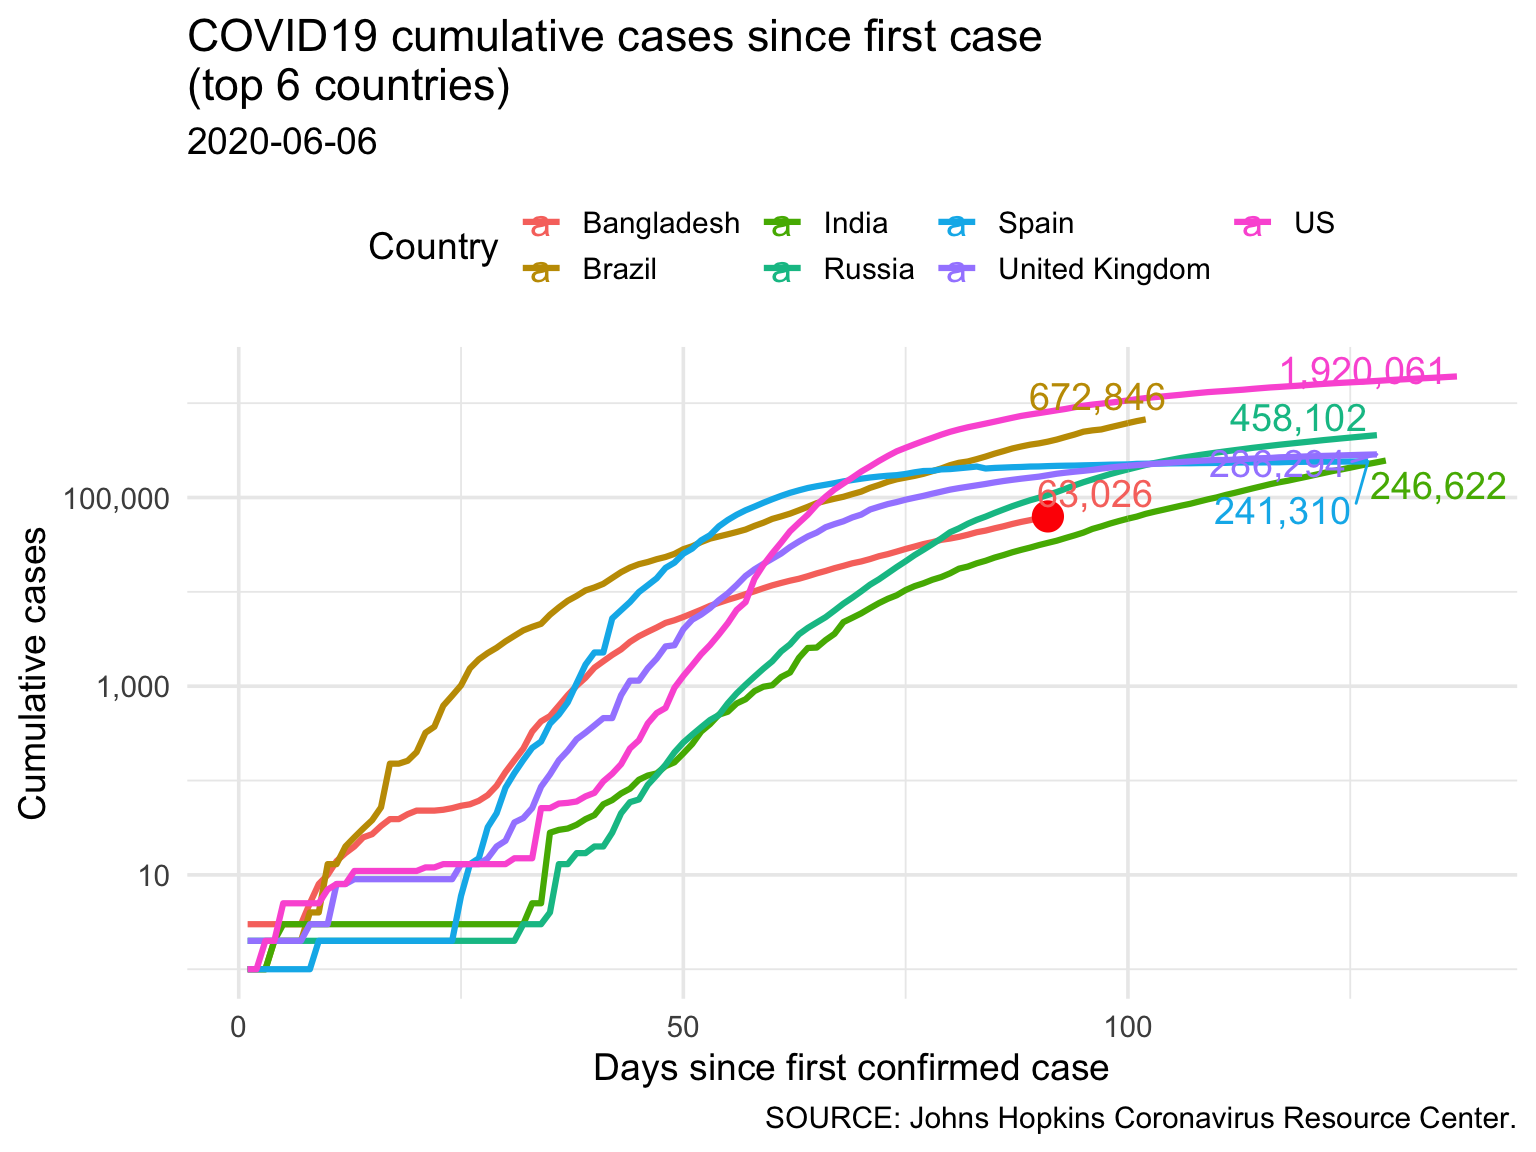 COVID19 cumulative cases since first case
(top 6 countries)
2020-06-06
Country
a Bangladesh a India a Spain a US
a Brazil a Russia a United Kingdom
1,920,061
672,846
458,102
286,294
63,026
246,622
241,310
100,000
1,000
10
Cumulative cases
0 50 100
Days since first confirmed case
SOURCE: Johns Hopkins Coronavirus Resource Center.